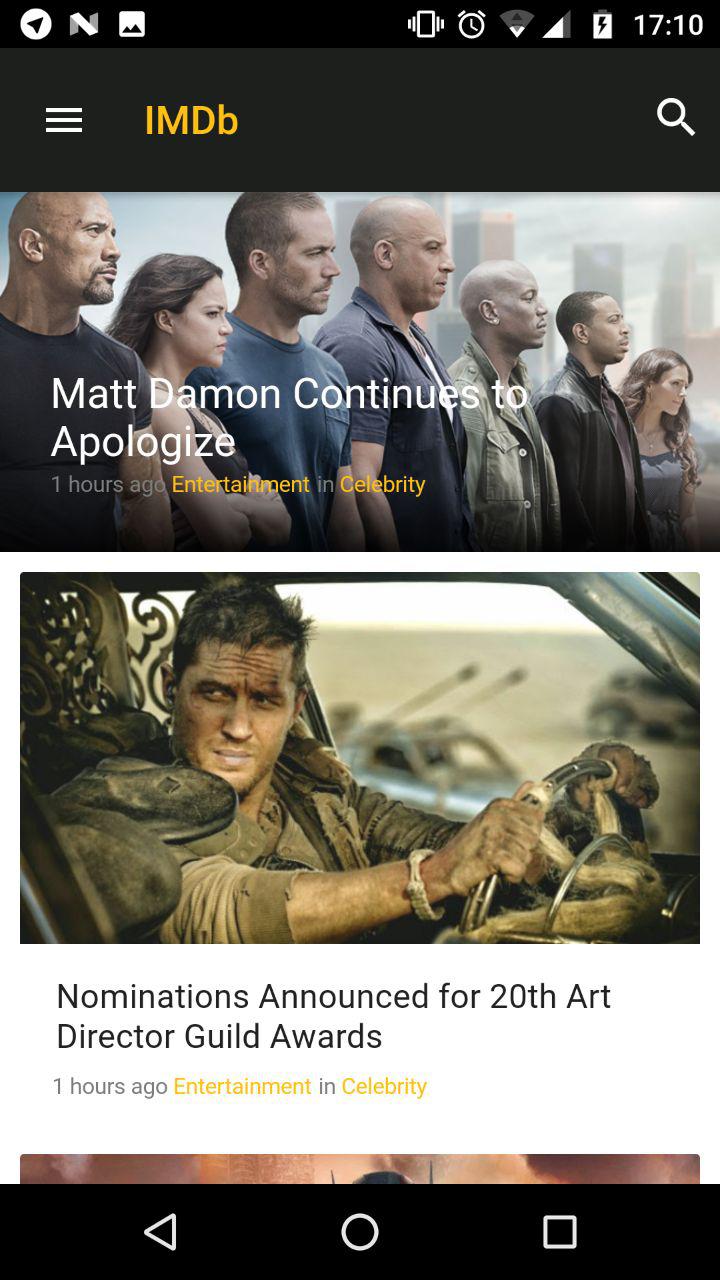 17:10
IMDb
Matt Damon Continues to
Apologize
1 hours ago Entertainment in Celebrity
Nominations Announced for 20th Art
Director Guild Awards
1 hours ago Entertainment in Celebrity